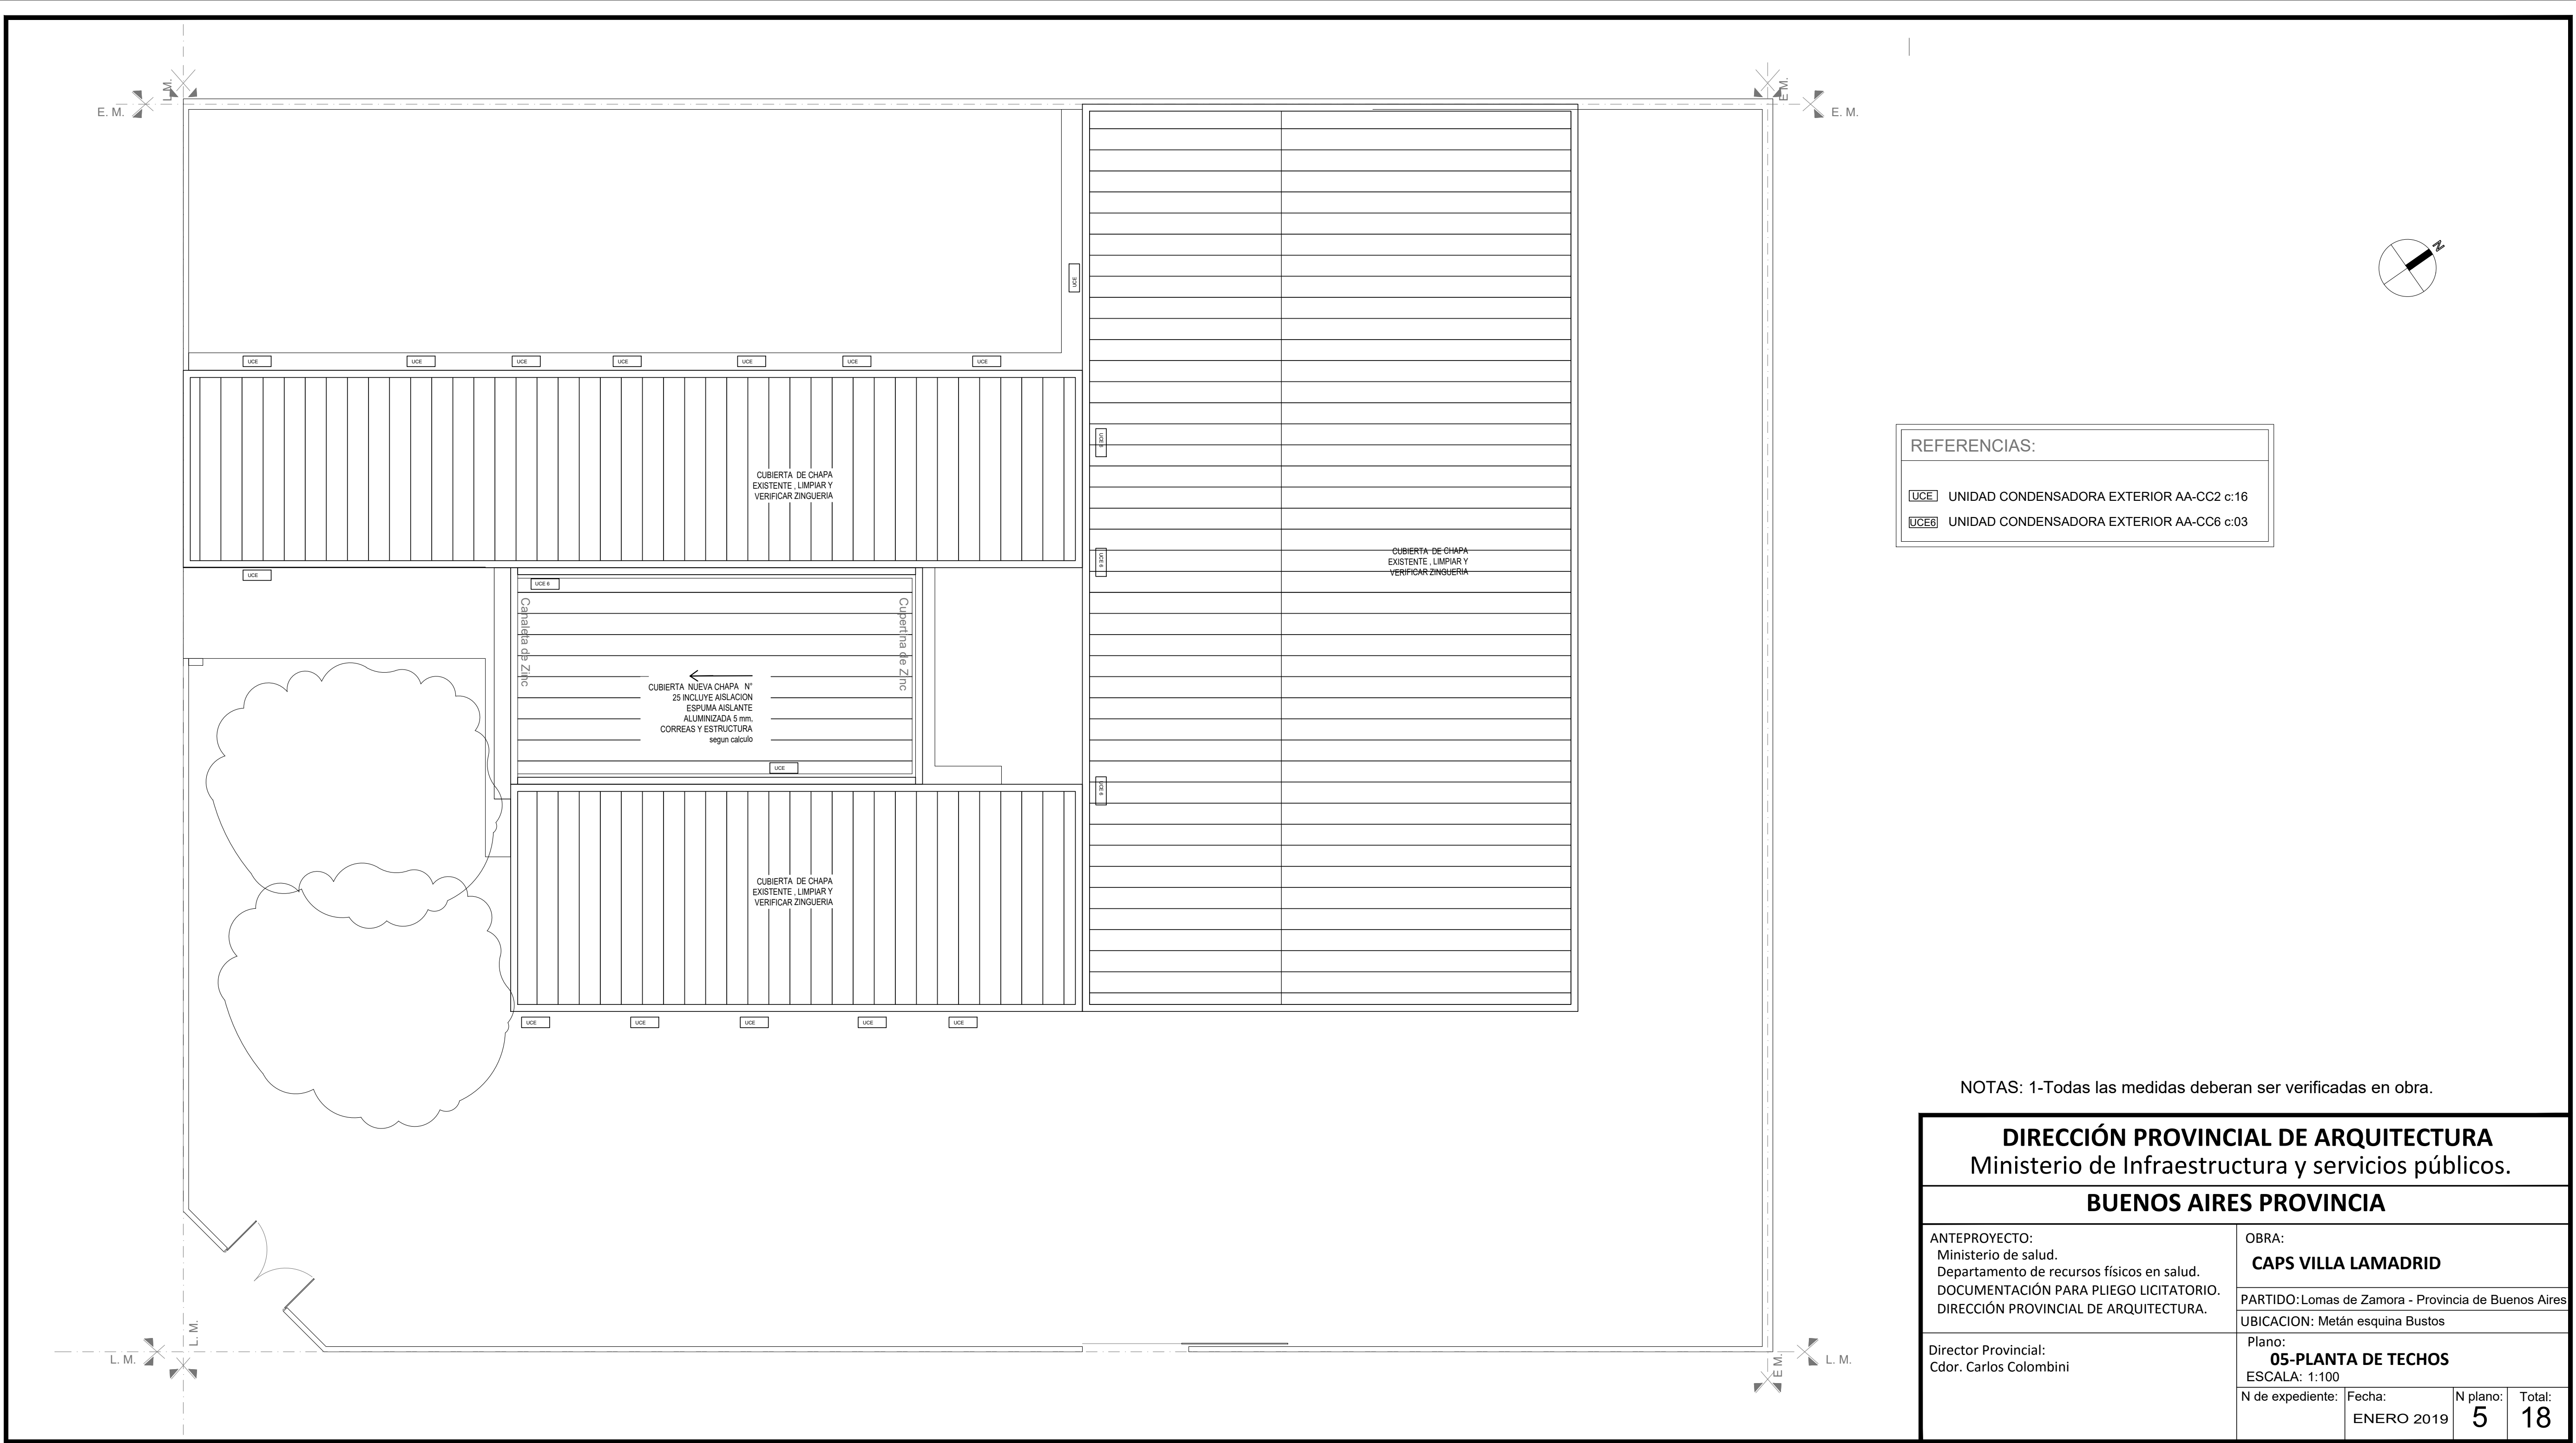 L.M.
E. M.
E M.
E. M.
N
UCE
UCE
UCE
UCE
UCE
UCE
UCE
UCE
CUBIERTA DE CHAPA
EXISTENTE , LIMPIAR Y
VERIFICAR ZINGUERIA
UCE 6
UCE 6
UCE 6
CUBIERTA DE CHAPA
EXISTENTE , LIMPIAR Y
VERIFICAR ZINGUERIA
REFERENCIAS:
UCE UNIDAD CONDENSADORA EXTERIOR AA-CC2 c:16
UCE6 UNIDAD CONDENSADORA EXTERIOR AA-CC6 c:03
UCE
UCE 6
Canaleta de Zinc
Cupertina de Zinc
CUBIERTA NUEVA CHAPA N°
25 INCLUYE AISLACION
ESPUMA AISLANTE
ALUMINIZADA 5 mm.
CORREAS Y ESTRUCTURA
segun calculo
UCE
CUBIERTA DE CHAPA
EXISTENTE , LIMPIAR Y
VERIFICAR ZINGUERIA
UCE
UCE
UCE
UCE
UCE
L. M.
L. M.
E M.
L. M.
NOTAS: 1-Todas las medidas deberan ser verificadas en obra.
DIRECCIÓN PROVINCIAL DE ARQUITECTURA
Ministerio de Infraestructura y servicios públicos.
BUENOS AIRES PROVINCIA
ANTEPROYECTO:
Ministerio de salud.
Departamento de recursos físicos en salud.
DOCUMENTACIÓN PARA PLIEGO LICITATORIO.
DIRECCIÓN PROVINCIAL DE ARQUITECTURA.
Director Provincial:
Cdor. Carlos Colombini
OBRA:
CAPS VILLA LAMADRID
PARTIDO: Lomas de Zamora - Provincia de Buenos Aires
UBICACION: Metán esquina Bustos
Plano:
05-PLANTA DE TECHOS
ESCALA: 1:100
N de expediente:
Fecha:
ENERO 2019
N plano:
5
Total:
18